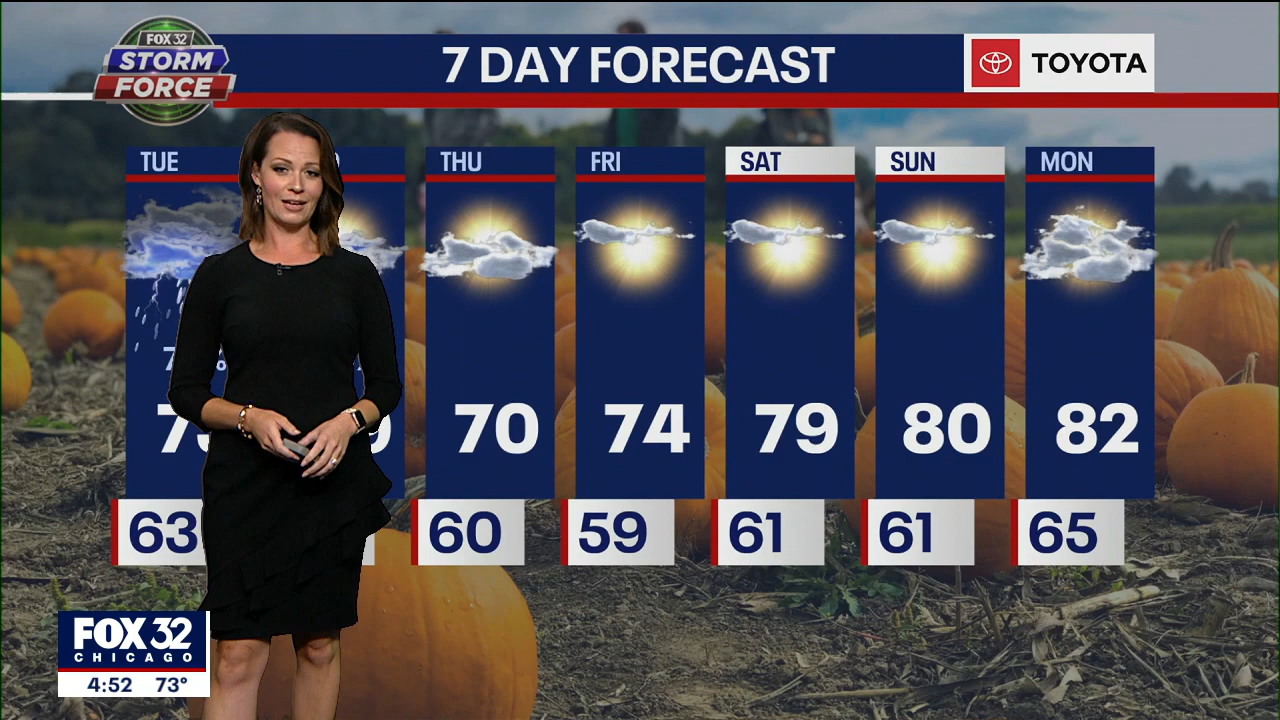 FOX 32
STORM
FORCE
7 DAY FORECAST
TOYOTA
TUE
THU
FRI
SAT
SUN
MON
70
74
79
80
82
63
60
59
61
61
65
FOX 32
CHICAGO
4:52 73°